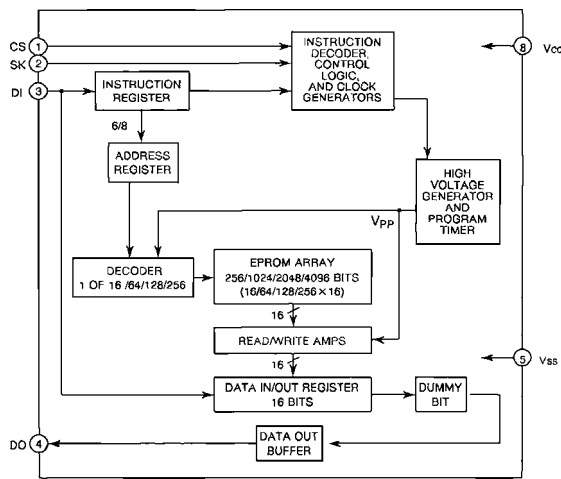 CS 1
SK 2
DI 3
INSTRUCTION
REGISTER
INSTRUCTION
DECODER,
CONTROL
LOGIC,
AND CLOCK
GENERATORS
8 Vcc
6/8
ADDRESS
REGISTER
HIGH
VOLTAGE
GENERATOR
AND
PROGRAM
TIMER
VPP
DECODER
1 OF 16 /64/128/256
EPROM ARRAY
256/1024/2048/4096 BITS
(16/64/128/256 × 16)
16
READ/WRITE AMPS
16
5 Vss
DATA IN/OUT REGISTER
16 BITS
DUMMY
BIT
DO 4
DATA OUT
BUFFER